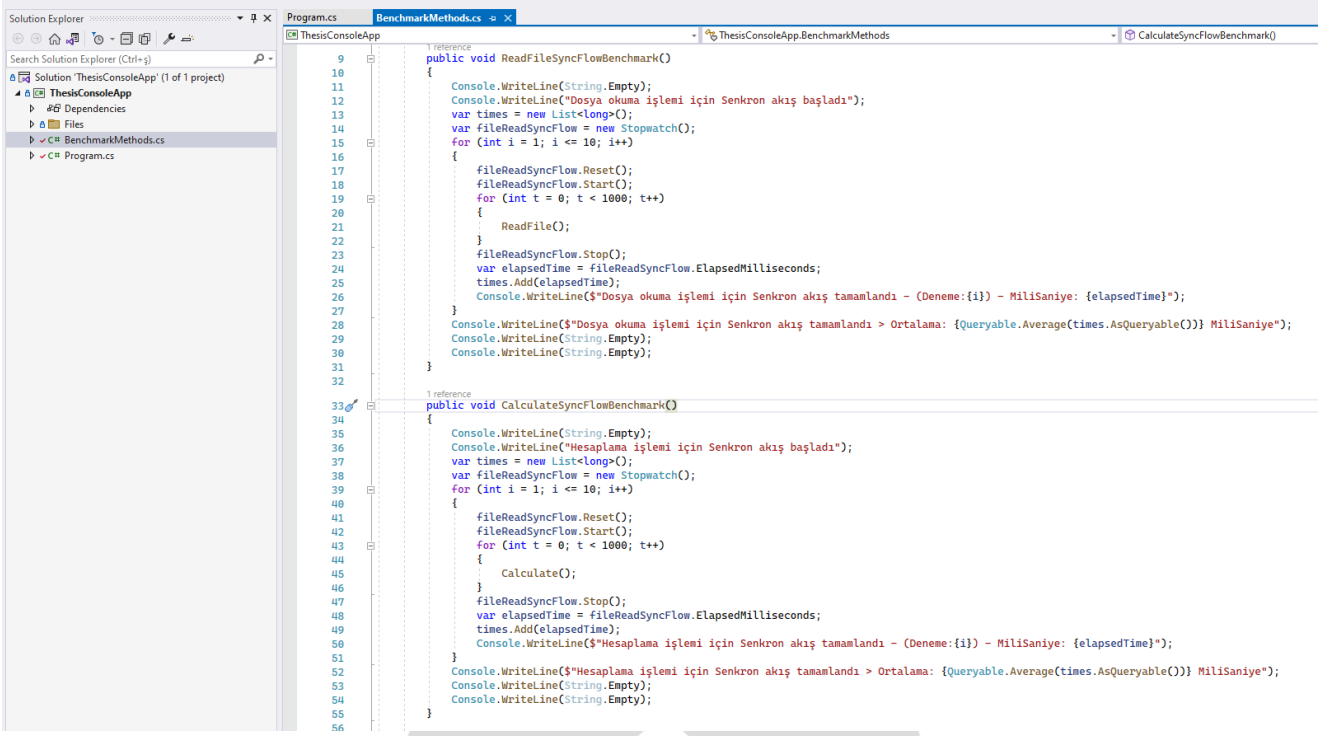 Solution Explorer
Search Solution Explorer (Ctrl+ş)
Solution 'ThesisConsoleApp' (1 of 1 project)
ThesisConsoleApp
Dependencies
Files
C# BenchmarkMethods.cs
C# Program.cs
Program.cs BenchmarkMethods.cs
ThesisConsoleApp ThesisConsoleApp.BenchmarkMethods CalculateSyncFlowBenchmark()
1 reference
9 public void ReadFileSyncFlowBenchmark()
10 {
11 Console.WriteLine(String.Empty);
12 Console.WriteLine("Dosya okuma işlemi için Senkron akış başladı");
13 var times = new List<long>();
14 var fileReadSyncFlow = new Stopwatch();
15 for (int i = 1; i <= 10; i++)
16 {
17 fileReadSyncFlow.Reset();
18 fileReadSyncFlow.Start();
19 for (int t = 0; t < 1000; t++)
20 {
21 ReadFile();
22 }
23 fileReadSyncFlow.Stop();
24 var elapsedTime = fileReadSyncFlow.ElapsedMilliseconds;
25 times.Add(elapsedTime);
26 Console.WriteLine($"Dosya okuma işlemi için Senkron akış tamamlandı - (Deneme:{i}) - MiliSaniye: {elapsedTime}");
27 }
28 Console.WriteLine($"Dosya okuma işlemi için Senkron akış tamamlandı > Ortalama: {Queryable.Average(times.AsQueryable())} MiliSaniye");
29 Console.WriteLine(String.Empty);
30 Console.WriteLine(String.Empty);
31 }
32
1 reference
33 public void CalculateSyncFlowBenchmark()
34 {
35 Console.WriteLine(String.Empty);
36 Console.WriteLine("Hesaplama işlemi için Senkron akış başladı");
37 var times = new List<long>();
38 var fileReadSyncFlow = new Stopwatch();
39 for (int i = 1; i <= 10; i++)
40 {
41 fileReadSyncFlow.Reset();
42 fileReadSyncFlow.Start();
43 for (int t = 0; t < 1000; t++)
44 {
45 Calculate();
46 }
47 fileReadSyncFlow.Stop();
48 var elapsedTime = fileReadSyncFlow.ElapsedMilliseconds;
49 times.Add(elapsedTime);
50 Console.WriteLine($"Hesaplama işlemi için Senkron akış tamamlandı - (Deneme:{i}) - MiliSaniye: {elapsedTime}");
51 }
52 Console.WriteLine($"Hesaplama işlemi için Senkron akış tamamlandı > Ortalama: {Queryable.Average(times.AsQueryable())} MiliSaniye");
53 Console.WriteLine(String.Empty);
54 Console.WriteLine(String.Empty);
55 }
56